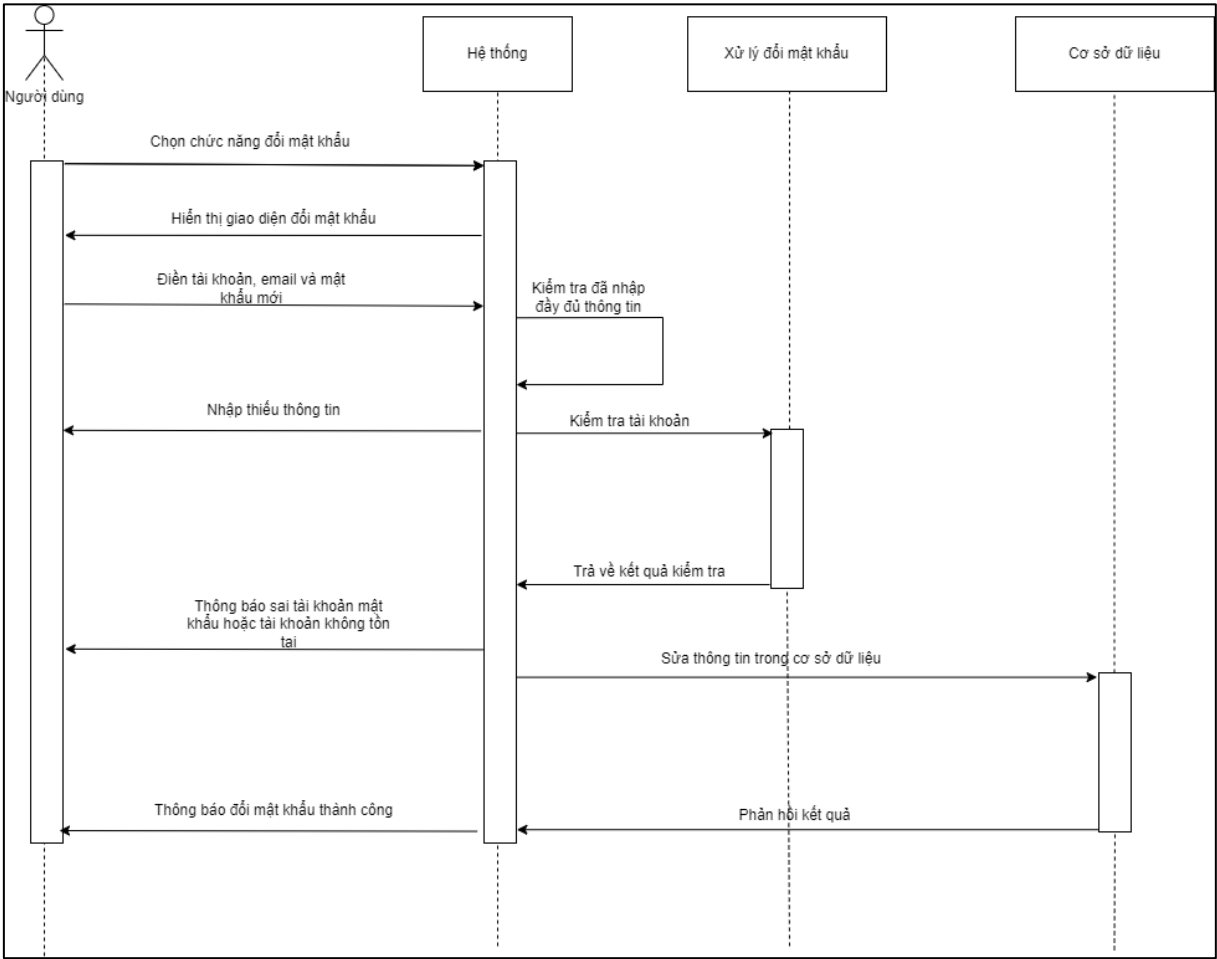 Người dùng
Hệ thống
Xử lý đổi mật khẩu
Cơ sở dữ liệu
Chọn chức năng đổi mật khẩu
Hiển thị giao diện đổi mật khẩu
Điền tài khoản, email và mật
khẩu mới
Kiểm tra đã nhập
đầy đủ thông tin
Nhập thiếu thông tin
Kiểm tra tài khoản
Trả về kết quả kiểm tra
Thông báo sai tài khoản mật
khẩu hoặc tài khoản không tồn
tai
Sửa thông tin trong cơ sở dữ liệu
Thông báo đổi mật khẩu thành công
Phản hồi kết quả